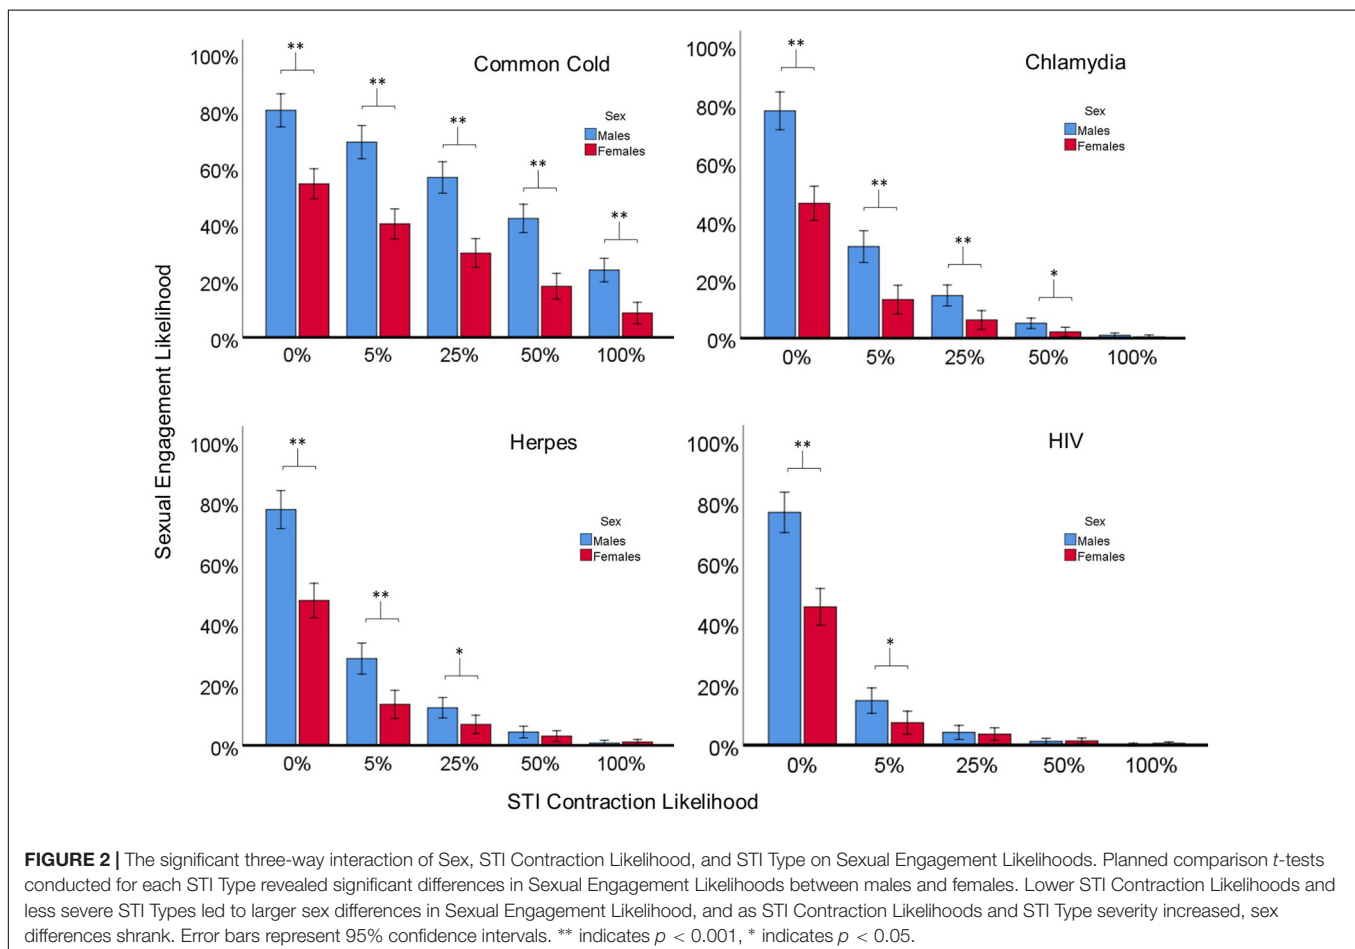 Sexual Engagement Likelihood
Common Cold
100%
80%
60%
40%
20%
0%
**
**
**
**
**
Sex
Males
Females
0% 5% 25% 50% 100%
Chlamydia
100%
80%
60%
40%
20%
0%
**
**
**
*
Sex
Males
Females
0% 5% 25% 50% 100%
Herpes
100%
80%
60%
40%
20%
0%
**
**
*
Sex
Males
Females
0% 5% 25% 50% 100%
HIV
100%
80%
60%
40%
20%
0%
**
*
Sex
Males
Females
0% 5% 25% 50% 100%
STI Contraction Likelihood
FIGURE 2 | The significant three-way interaction of Sex, STI Contraction Likelihood, and STI Type on Sexual Engagement Likelihoods. Planned comparison t-tests
conducted for each STI Type revealed significant differences in Sexual Engagement Likelihoods between males and females. Lower STI Contraction Likelihoods and
less severe STI Types led to larger sex differences in Sexual Engagement Likelihood, and as STI Contraction Likelihoods and STI Type severity increased, sex
differences shrank. Error bars represent 95% confidence intervals. ** indicates p < 0.001, * indicates p < 0.05.